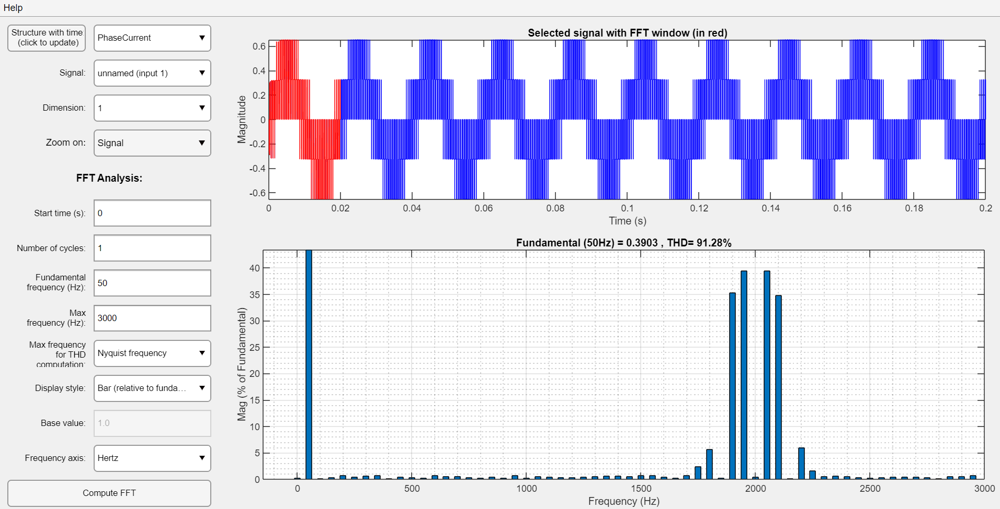 Help
Structure with time
(click to update)
PhaseCurrent
Signal:
unnamed (input 1)
Dimension:
1
Zoom on:
Signal
FFT Analysis:
Start time (s):
0
Number of cycles:
1
Fundamental
frequency (Hz):
50
Max
frequency (Hz):
3000
Max frequency
for THD
computation:
Nyquist frequency
Display style:
Bar (relative to funda...
Base value:
1.0
Frequency axis:
Hertz
Compute FFT
Selected signal with FFT window (in red)
Magnitude
0.6
0.4
0.2
0
-0.2
-0.4
-0.6
0 0.02 0.04 0.06 0.08 0.1 0.12 0.14 0.16 0.18 0.2
Time (s)
Fundamental (50Hz) = 0.3903 , THD= 91.28%
Mag (% of Fundamental)
40
35
30
25
20
15
10
5
0
0 500 1000 1500 2000 2500 3000
Frequency (Hz)